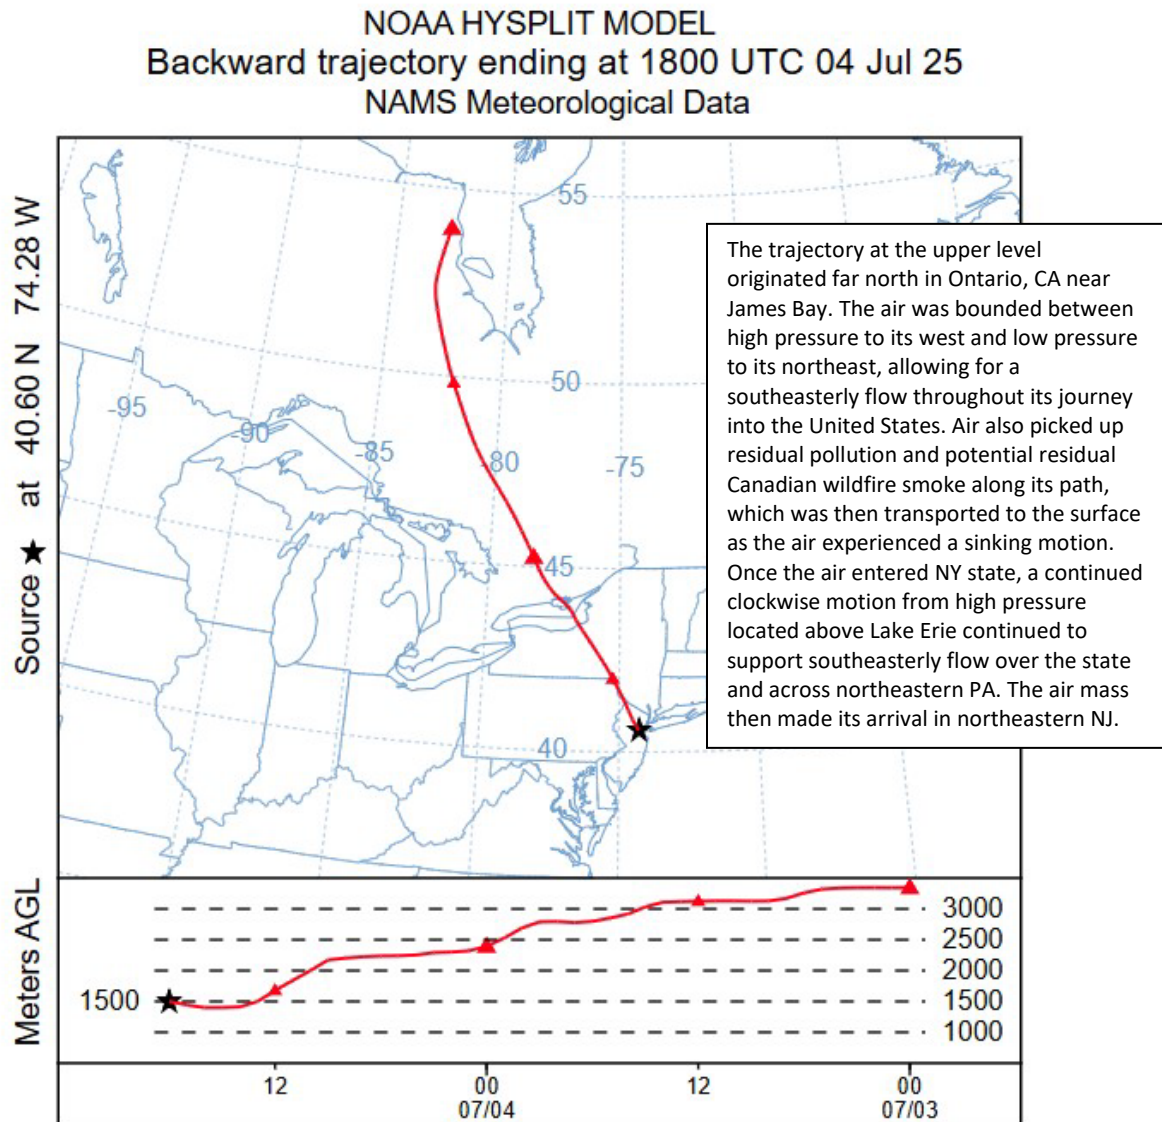 NOAA HYSPLIT MODEL
Backward trajectory ending at 1800 UTC 04 Jul 25
NAMS Meteorological Data
Source ★ at 40.60 N 74.28 W
55
50
45
40
-95
-90
-85
-80
-75
The trajectory at the upper level
originated far north in Ontario, CA near
James Bay. The air was bounded between
high pressure to its west and low pressure
to its northeast, allowing for a
southeasterly flow throughout its journey
into the United States. Air also picked up
residual pollution and potential residual
Canadian wildfire smoke along its path,
which was then transported to the surface
as the air experienced a sinking motion.
Once the air entered NY state, a continued
clockwise motion from high pressure
located above Lake Erie continued to
support southeasterly flow over the state
and across northeastern PA. The air mass
then made its arrival in northeastern NJ.
Meters AGL
1500
3000
2500
2000
1500
1000
12 00 12 00
07/04 07/03